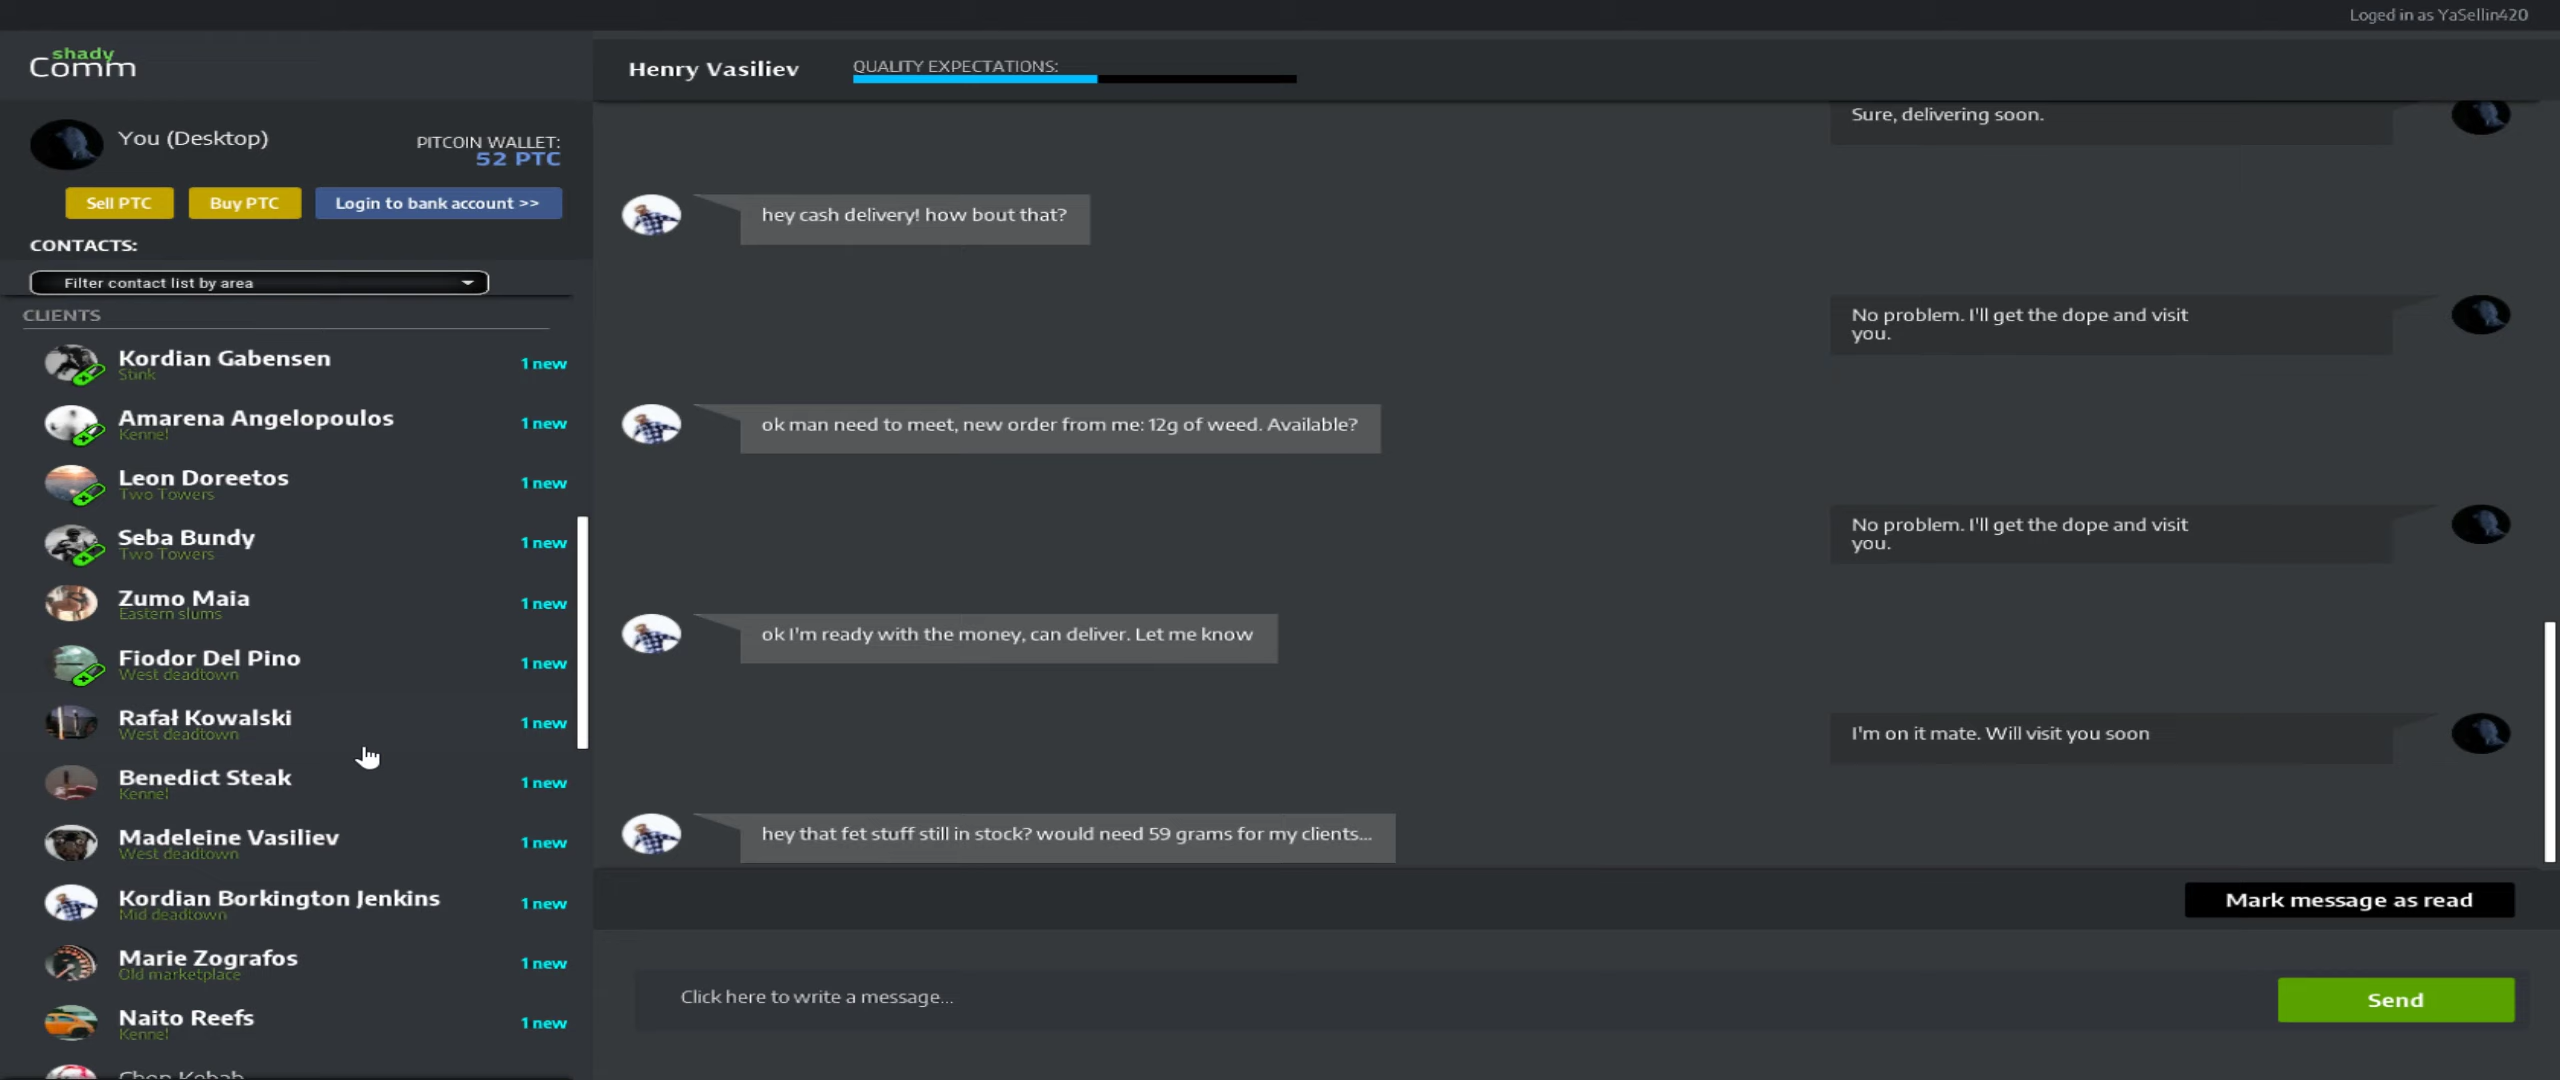 Loged in as YaSellin420
shady
Comm
You (Desktop)
PITCOIN WALLET:
52 PTC
Sell PTC
Buy PTC
Login to bank account >>
CONTACTS:
Filter contact list by area
CLIENTS
Kordian Gabensen
Stink
1 new
Amarena Angelopoulos
Kennel
1 new
Leon Doreetos
Two Towers
1 new
Seba Bundy
Two Towers
1 new
Zumo Maia
Eastern slums
1 new
Fiodor Del Pino
West deadtown
1 new
Rafał Kowalski
West deadtown
1 new
Benedict Steak
Kennel
1 new
Madeleine Vasiliev
West deadtown
1 new
Kordian Borkington Jenkins
Mid deadtown
1 new
Marie Zografos
Old marketplace
1 new
Naito Reefs
Kennel
1 new
Chop Kebab
Henry Vasiliev
QUALITY EXPECTATIONS:
Sure, delivering soon.
hey cash delivery! how bout that?
No problem. I'll get the dope and visit
you.
ok man need to meet, new order from me: 12g of weed. Available?
No problem. I'll get the dope and visit
you.
ok I'm ready with the money, can deliver. Let me know
I'm on it mate. Will visit you soon
hey that fet stuff still in stock? would need 59 grams for my clients...
Mark message as read
Click here to write a message...
Send